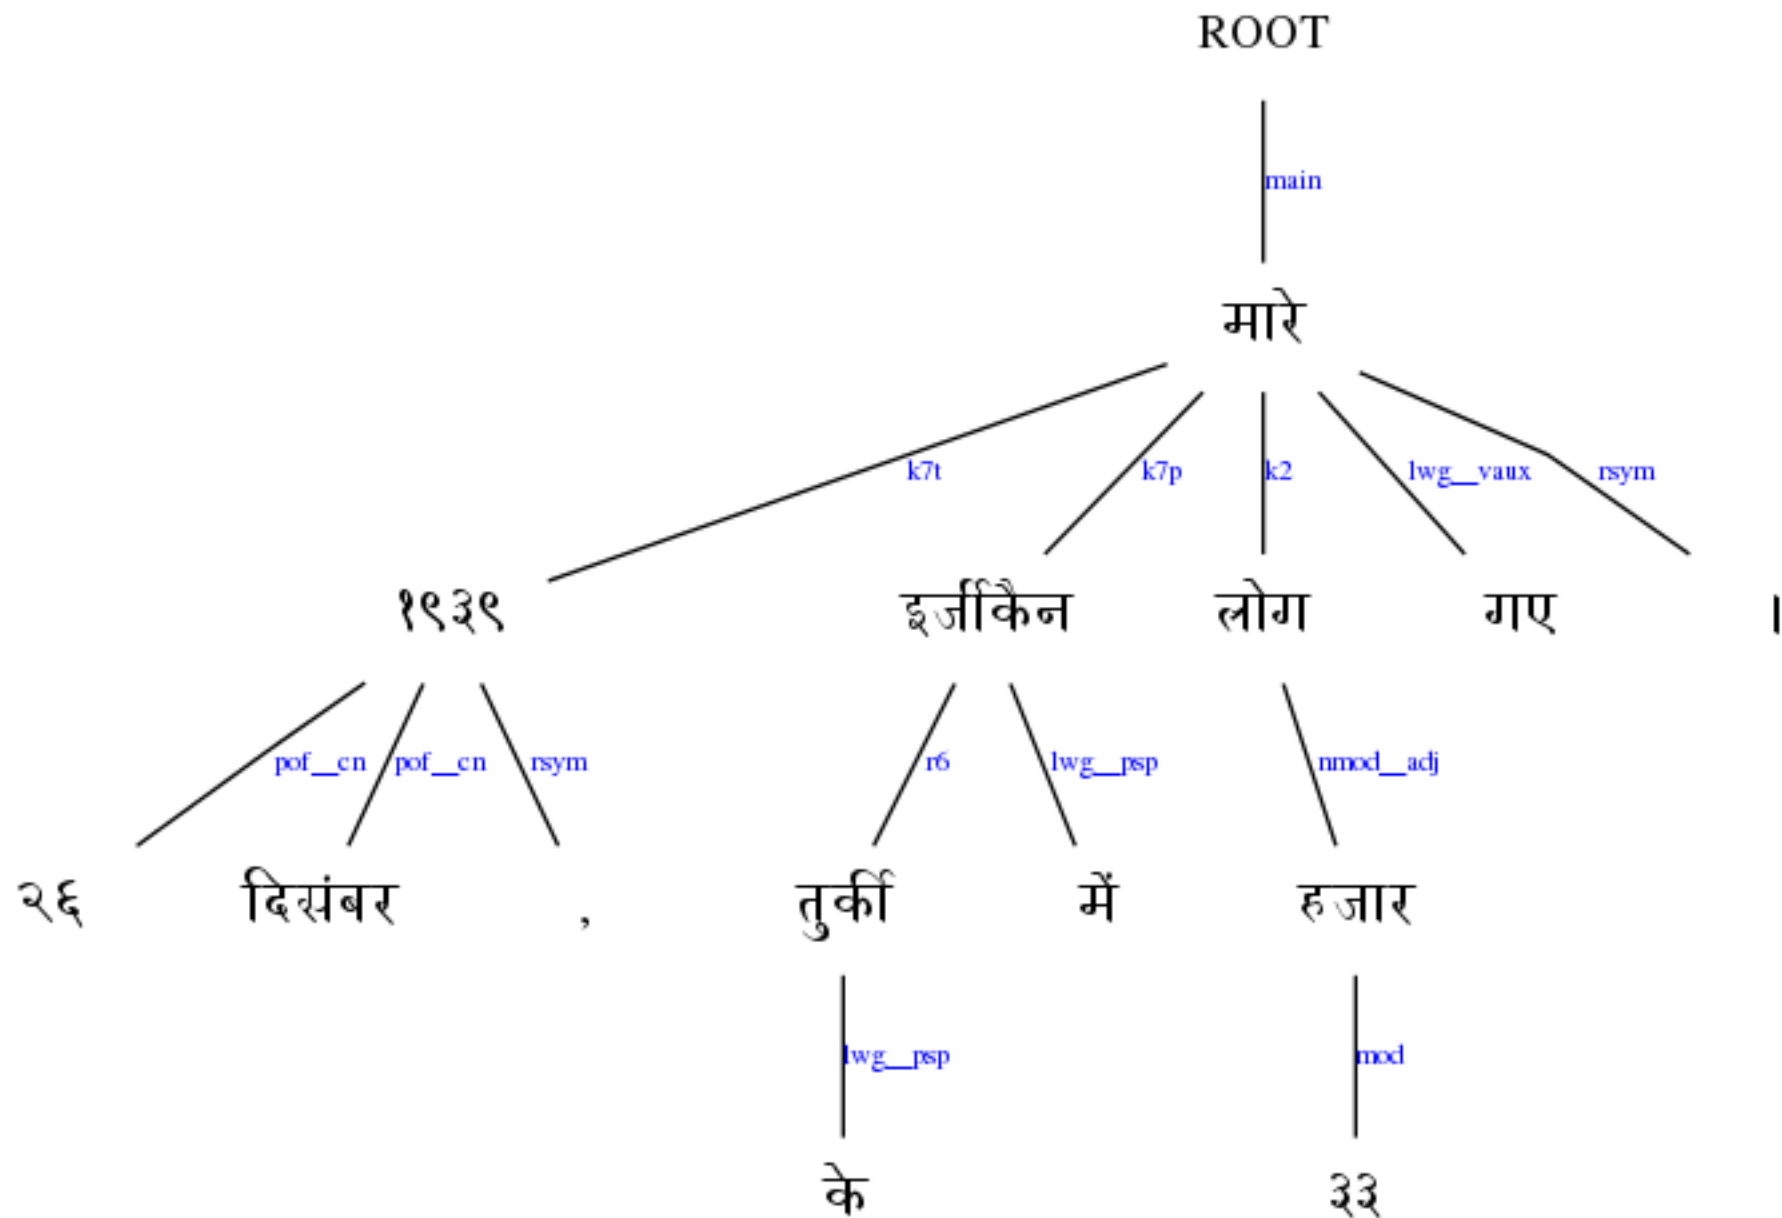 ROOT
main
मारे
k7t k7p k2 lwg__vaux rsym
१९३९ इर्जीकैन लोग गए ।
pof__cn pof__cn rsym r6 lwg__psp nmod__adj
२६ दिसंबर , तुर्की में हजार
lwg__psp mod
के ३३